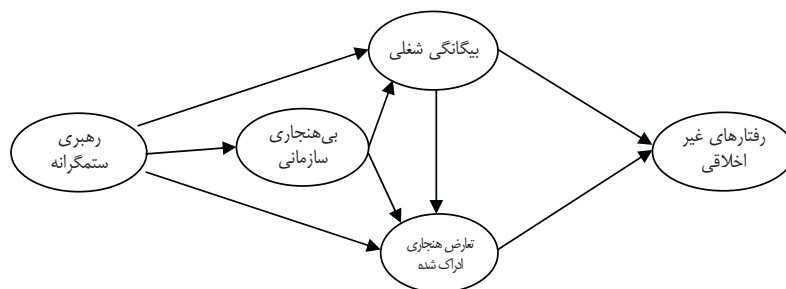 بیگانگی شغلی
رهبری
ستمگرانه
بی‌هنجاری
سازمانی
رفتارهای غیر
اخلاقی
تعارض هنجاری
ادراک شده